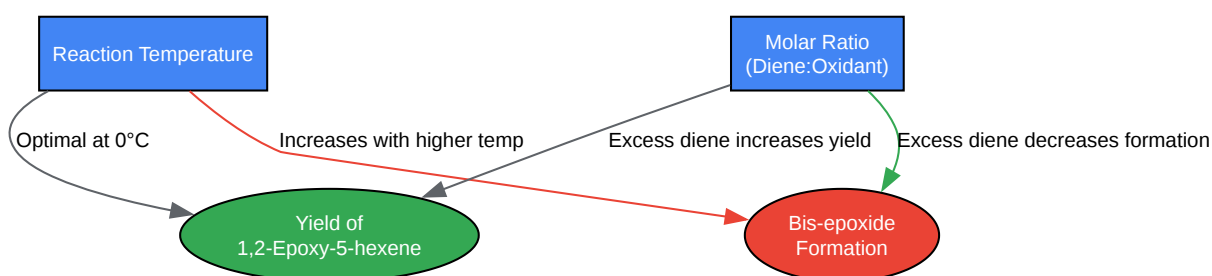 Reaction Temperature
Molar Ratio
(Diene:Oxidant)
Optimal at 0°C
Increases with higher temp
Excess diene increases yield
Excess diene decreases formation
Yield of
1,2-Epoxy-5-hexene
Bis-epoxide
Formation